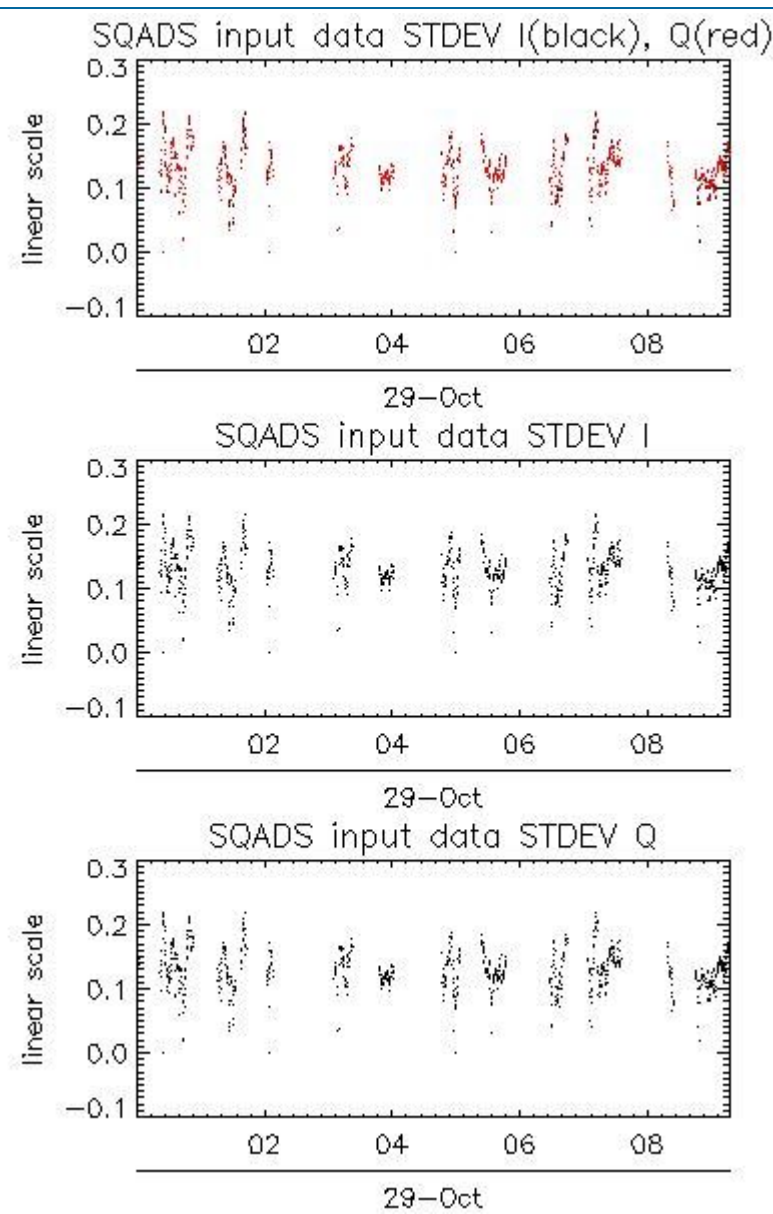 SQADS input data STDEV I(black), Q(red)
0.3
0.2
0.1
0.0
-0.1
linear scale
02 04 06 08
29-Oct
SQADS input data STDEV I
0.3
0.2
0.1
0.0
-0.1
linear scale
02 04 06 08
29-Oct
SQADS input data STDEV Q
0.3
0.2
0.1
0.0
-0.1
linear scale
02 04 06 08
29-Oct